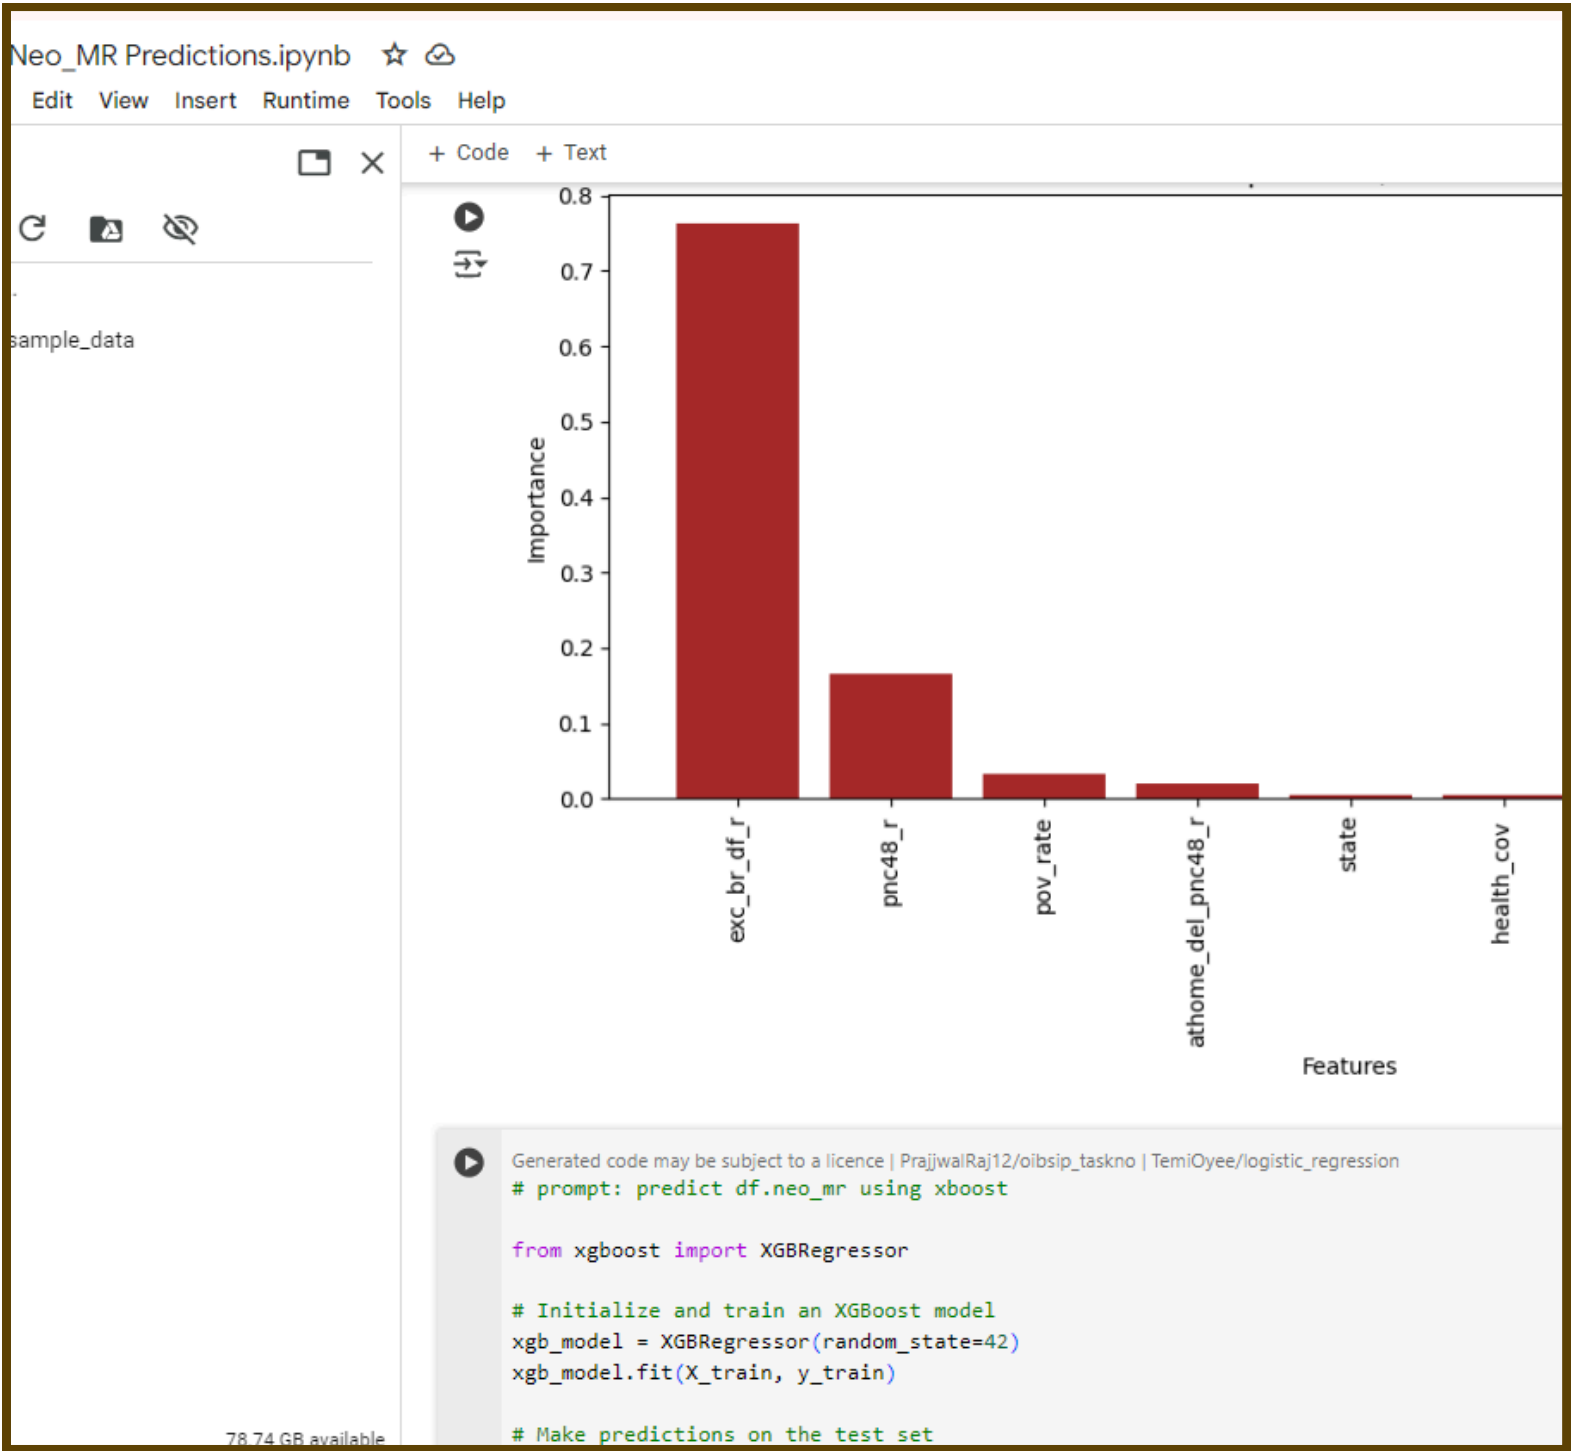 Neo_MR Predictions.ipynb
Edit View Insert Runtime Tools Help
+ Code + Text
sample_data
78.74 GB available
0.8
0.7
0.6
0.5
0.4
0.3
0.2
0.1
0.0
Importance
exc_br_df_r
pnc48_r
pov_rate
athome_del_pnc48_r
state
health_cov
Features
Generated code may be subject to a licence | PrajjwalRaj12/oibsip_taskno | TemiOyee/logistic_regression
# prompt: predict df.neo_mr using xboost
from xgboost import XGBRegressor
# Initialize and train an XGBoost model
xgb_model = XGBRegressor(random_state=42)
xgb_model.fit(X_train, y_train)
# Make predictions on the test set